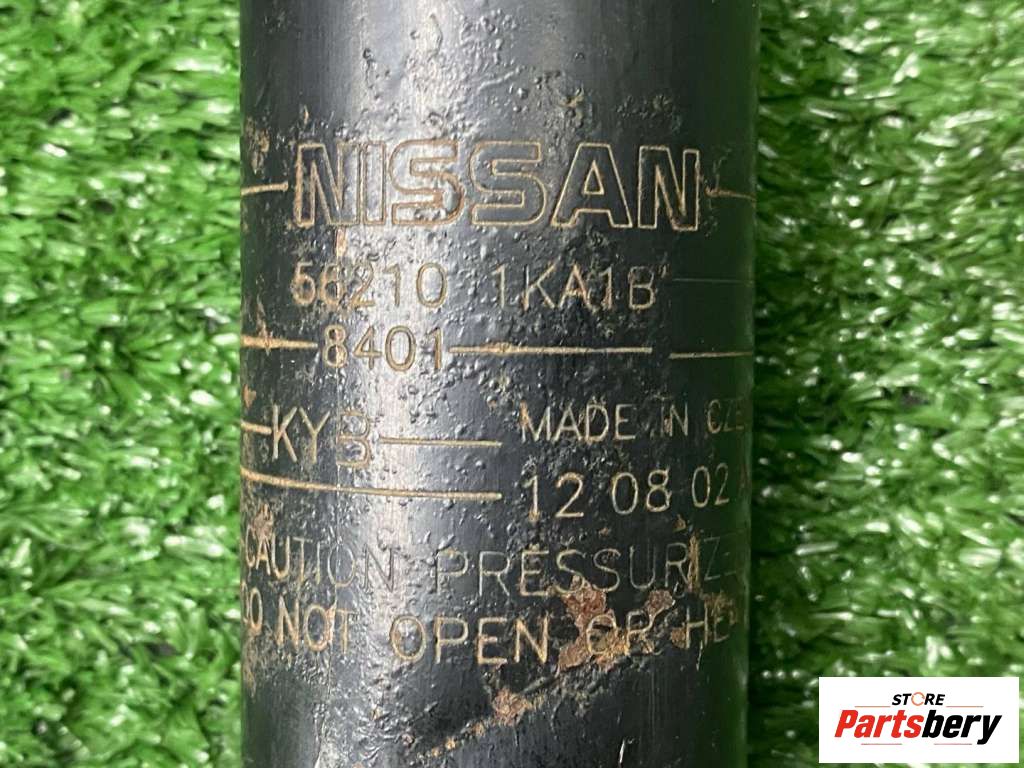 NISSAN
56210 1KA1B
8401
KYB MADE IN CZE
12 08 02 A
CAUTION PRESSURIZ
DO NOT OPEN OR HE
STORE
Partsbery